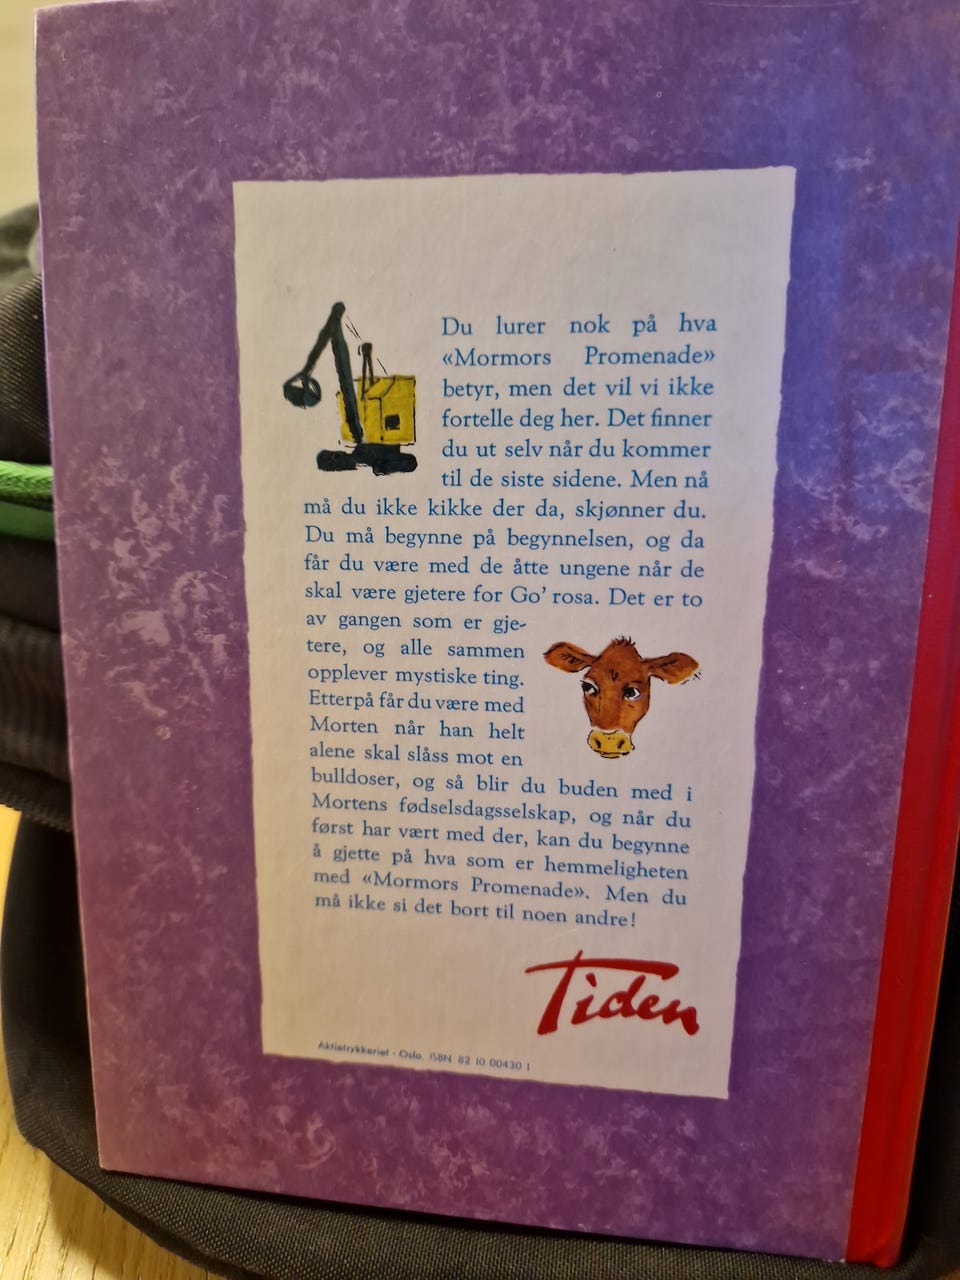 Du lurer nok på hva
«Mormors Promenade»
betyr, men det vil vi ikke
fortelle deg her. Det finner
du ut selv når du kommer
til de siste sidene. Men nå
må du ikke kikke der da, skjønner du.
Du må begynne på begynnelsen, og da
får du være med de åtte ungene når de
skal være gjetere for Go’ rosa. Det er to
av gangen som er gje-
tere, og alle sammen
opplever mystiske ting.
Etterpå får du være med
Morten når han helt
alene skal slåss mot en
bulldoser, og så blir du buden med i
Mortens fødselsdagsselskap, og når du
først har vært med der, kan du begynne
å gjette på hva som er hemmeligheten
med «Mormors Promenade». Men du
må ikke si det bort til noen andre!
Tiden
Aktietrykkeriet - Oslo. ISBN 82 10 00430 1